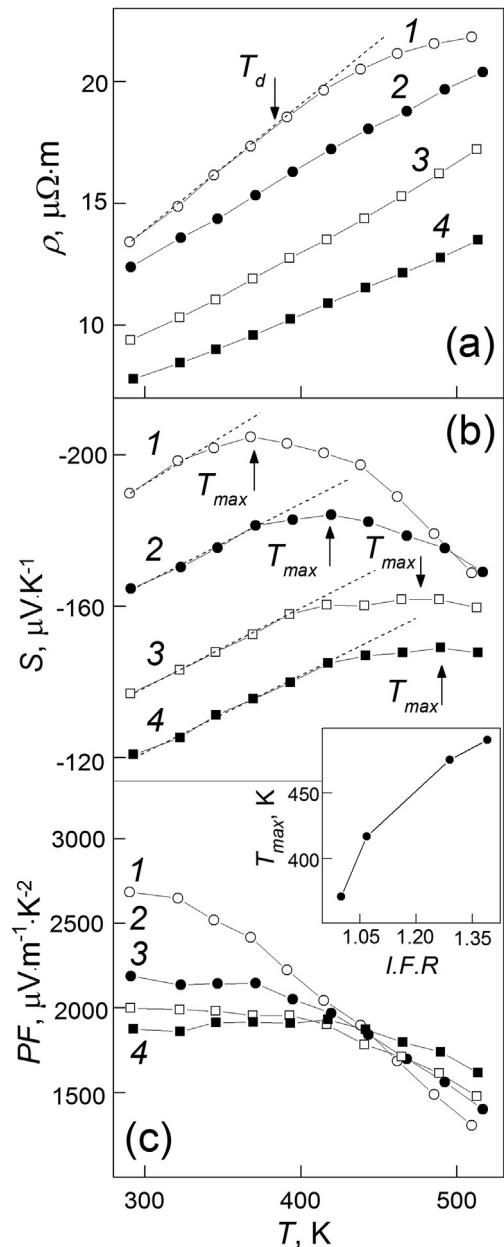 (a)
1
2
3
4
T_d
20
15
10
ρ, μΩ·m
(b)
1
2
3
4
T_max
T_max
T_max
T_max
-200
-160
-120
S, μV·K⁻¹
450
400
T_max, K
1.05 1.20 1.35
I.F.R
3000
2500
2000
1500
PF, μV·m⁻¹·K⁻²
1
2
3
4
(c)
300 400 500
T, K